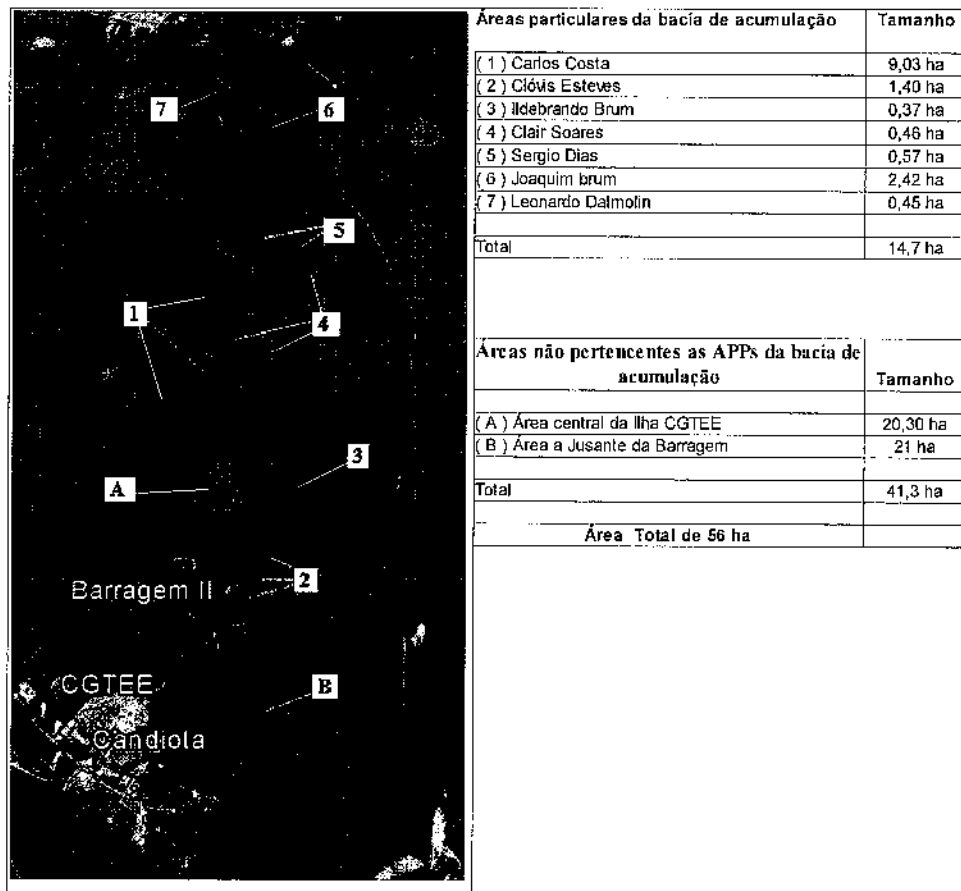 7
6
5
1
4
3
A
2
Barragem II
CGTEE
B
Candiota
Áreas particulares da bacia de acumulação Tamanho
( 1 ) Carlos Costa 9,03 ha
( 2 ) Clóvis Esteves 1,40 ha
( 3 ) Ildebrando Brum 0,37 ha
( 4 ) Clair Soares 0,46 ha
( 5 ) Sergio Dias 0,57 ha
( 6 ) Joaquim brum 2,42 ha
( 7 ) Leonardo Dalmolin 0,45 ha
Total 14,7 ha
Áreas não pertencentes as APPs da bacia de
acumulação Tamanho
( A ) Área central da Ilha CGTEE 20,30 ha
( B ) Área a Jusante da Barragem 21 ha
Total 41,3 ha
Área Total de 56 ha